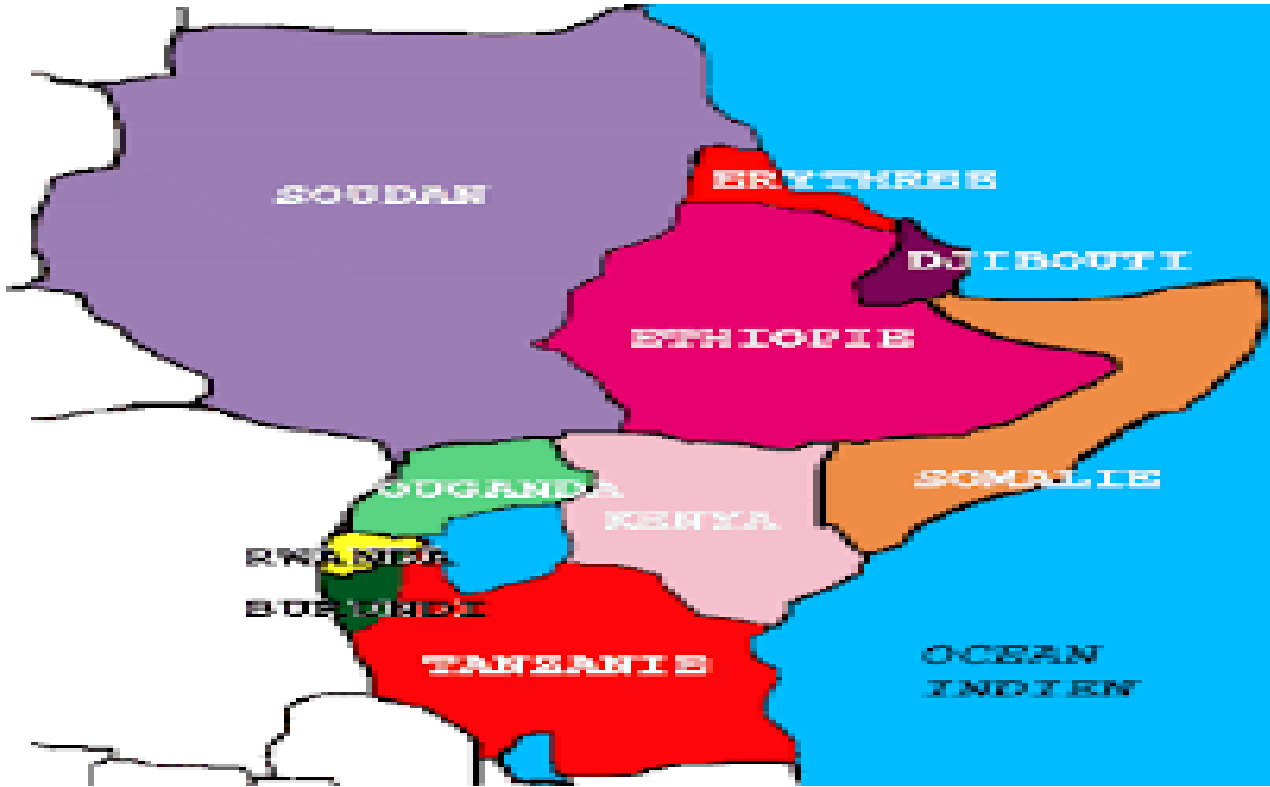 SOUDAN
ERYTHREE
DJIBOUTI
ETHIOPIE
SOMALIE
OUGANDA
KENYA
RWANDA
BURUNDI
TANZANIE
OCEAN
INDIEN